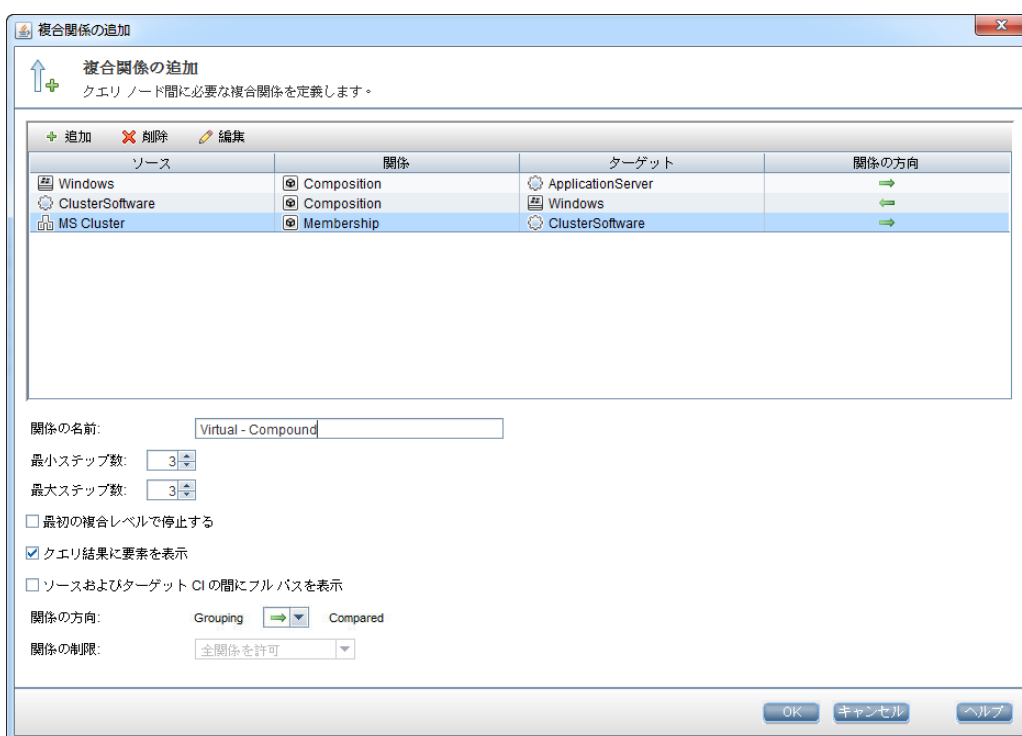 複合関係の追加
複合関係の追加
クエリ ノード間に必要な複合関係を定義します。
追加 削除 編集
ソース 関係 ターゲット 関係の方向
Windows Composition ApplicationServer
ClusterSoftware Composition Windows
MS Cluster Membership ClusterSoftware
関係の名前: Virtual - Compound
最小ステップ数: 3
最大ステップ数: 3
最初の複合レベルで停止する
クエリ結果に要素を表示
ソースおよびターゲット CI の間にフル パスを表示
関係の方向: Grouping Compared
関係の制限: 全関係を許可
OK キャンセル ヘルプ